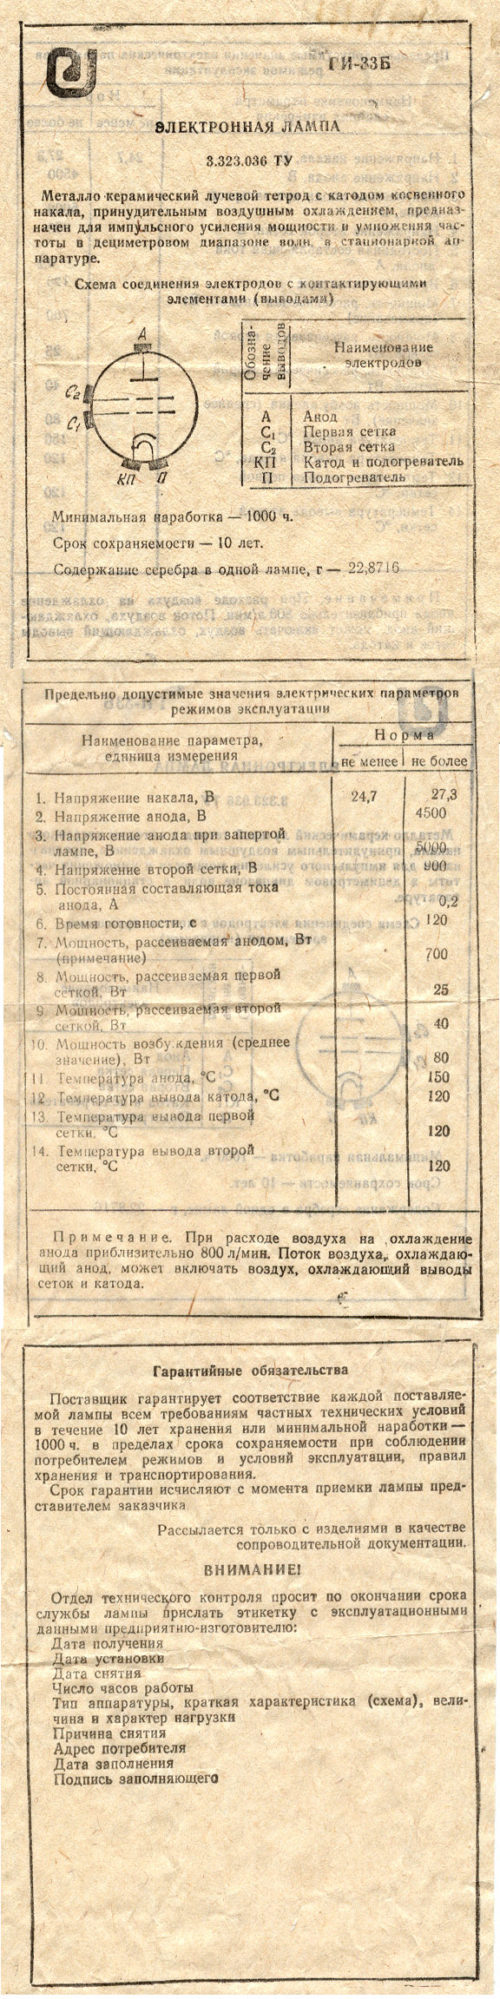 ГИ-33Б
ЭЛЕКТРОННАЯ ЛАМПА
3.323.036 ТУ
Металло керамический лучевой тетрод с катодом косвенного
накала, принудительным воздушным охлаждением, предназ-
начен для импульсного усиления мощности и умножения час-
тоты в дециметровом диапазоне волн в стационарной ап-
паратуре.
Схема соединения электродов с контактирующими
элементами (выводами)
А
С2
С1
КП П
Обозна-
чение
выводов
Наименование
электродов
А Анод
С1 Первая сетка
С2 Вторая сетка
КП Катод и подогреватель
П Подогреватель
Минимальная наработка — 1000 ч.
Срок сохраняемости — 10 лет.
Содержание серебра в одной лампе, г — 22,8716
Предельно допустимые значения электрических параметров
режимов эксплуатации
Наименование параметра,
единица измерения
Норма
не менее не более
1. Напряжение накала, В 24,7 27,3
2. Напряжение анода, В 4500
3. Напряжение анода при запертой
лампе, В 5000
4. Напряжение второй сетки, В 900
5. Постоянная составляющая тока
анода, А 0,2
6. Время готовности, с 120
7. Мощность, рассеиваемая анодом, Вт
(примечание) 700
8. Мощность, рассеиваемая первой
сеткой, Вт 25
9 Мощность, рассеиваемая второй
сеткой, Вт 40
10. Мощность возбуждения (среднее
значение), Вт 80
11 Температура анода, °С 150
12 Температура вывода катода, °С 120
13. Температура вывода первой
сетки, °С 120
14. Температура вывода второй
сетки, °С 120
Примечание. При расходе воздуха на охлаждение
анода приблизительно 800 л/мин. Поток воздуха, охлаждаю-
щий анод, может включать воздух, охлаждающий выводы
сеток и катода.
Гарантийные обязательства
Поставщик гарантирует соответствие каждой поставляе-
мой лампы всем требованиям частных технических условий
в течение 10 лет хранения или минимальной наработки —
1000 ч. в пределах срока сохраняемости при соблюдении
потребителем режимов и условий эксплуатации, правил
хранения и транспортирования.
Срок гарантии исчисляют с момента приемки лампы пред-
ставителем заказчика
Рассылается только с изделиями в качестве
сопроводительной документации.
ВНИМАНИЕ!
Отдел технического контроля просит по окончании срока
службы лампы прислать этикетку с эксплуатационными
данными предприятию-изготовителю:
Дата получения
Дата установки
Дата снятия
Число часов работы
Тип аппаратуры, краткая характеристика (схема), вели-
чина и характер нагрузки
Причина снятия
Адрес потребителя
Дата заполнения
Подпись заполняющего